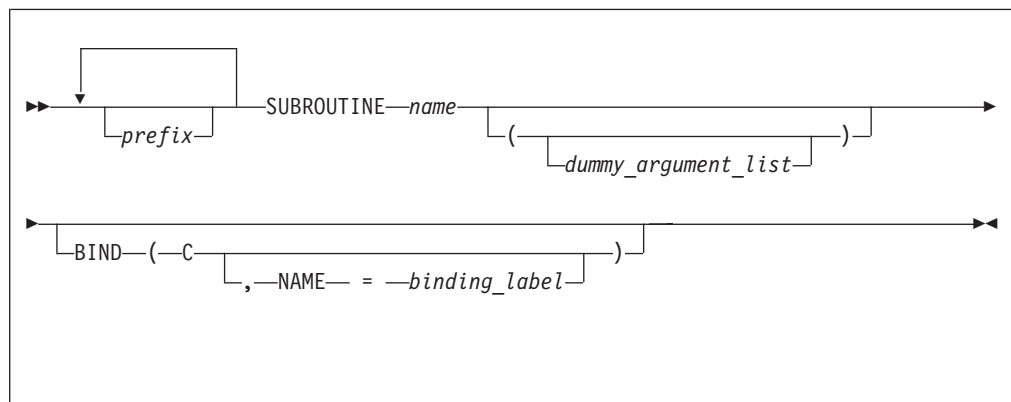 SUBROUTINE name
prefix
( )
dummy_argument_list
BIND ( C )
, NAME = binding_label